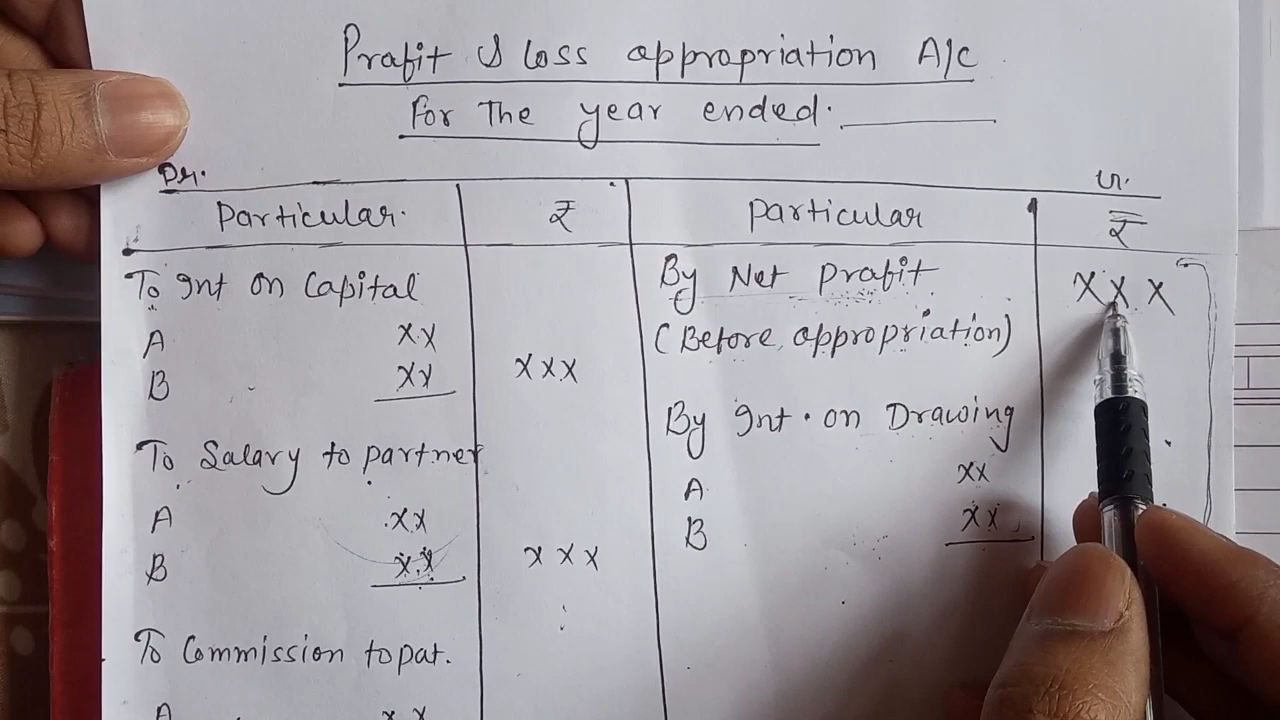 Profit & Loss appropriation A/C
For The year ended.
Dr.
Cr.
Particular. ₹ particular ₹
To Int on Capital
A XX
B XX
XXX
To Salary to partner
A XX
B XX
XXX
To Commission to pat.
A XX
By Net Profit XXX
(Before, appropriation)
By Int. on Drawing
A XX
B XX